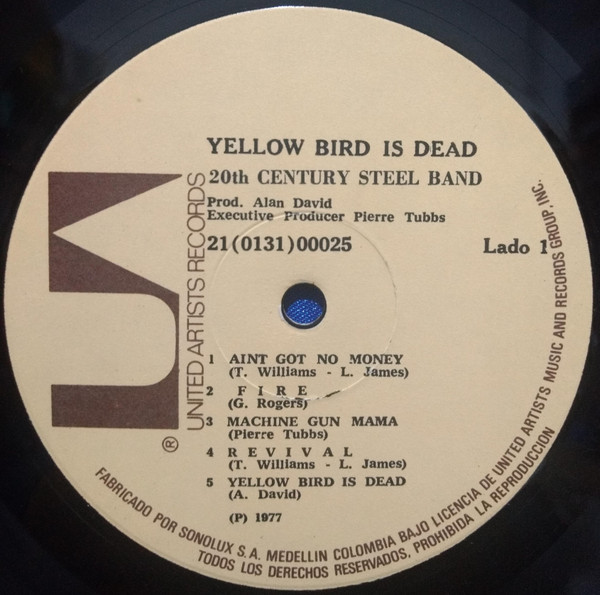 YELLOW BIRD IS DEAD
20th CENTURY STEEL BAND
Prod. Alan David
Executive Producer Pierre Tubbs
21(0131)00025
Lado 1
UNITED ARTISTS RECORDS
®
1 AINT GOT NO MONEY
(T. Williams - L. James)
2 FIRE
(G. Rogers)
3 MACHINE GUN MAMA
(Pierre Tubbs)
4 REVIVAL
(T. Williams - L. James)
5 YELLOW BIRD IS DEAD
(A. David)
(P) 1977
FABRICADO POR SONOLUX S.A. MEDELLIN COLOMBIA BAJO LICENCIA DE UNITED ARTISTS MUSIC AND RECORDS GROUP, INC.
TODOS LOS DERECHOS RESERVADOS, PROHIBIDA LA REPRODUCCION